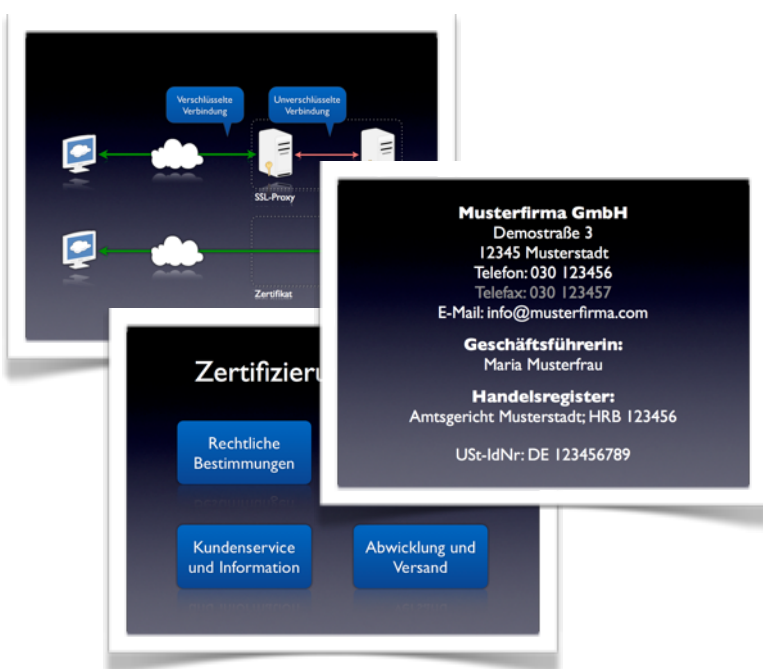 Verschlüsselte
Verbindung
Unverschlüsselte
Verbindung
SSL-Proxy
Zertifikat
Musterfirma GmbH
Demostraße 3
12345 Musterstadt
Telefon: 030 123456
Telefax: 030 123457
E-Mail: info@musterfirma.com
Geschäftsführerin:
Maria Musterfrau
Handelsregister:
Amtsgericht Musterstadt; HRB 123456
USt-IdNr: DE 123456789
Rechtliche
Bestimmungen
Kundenservice
und Information
Abwicklung und
Versand